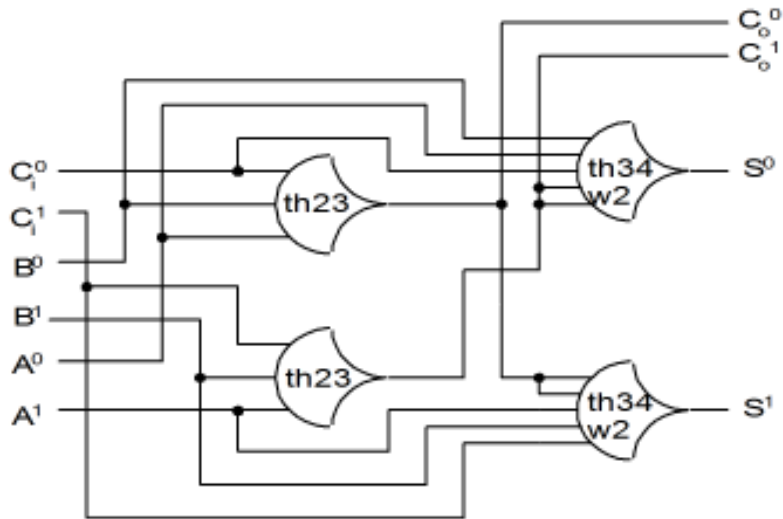 Cₒ⁰
Cₒ¹
th34
w2
S⁰
Cᵢ⁰
th23
Cᵢ¹
B⁰
B¹
A⁰
th23
A¹
th34
w2
S¹